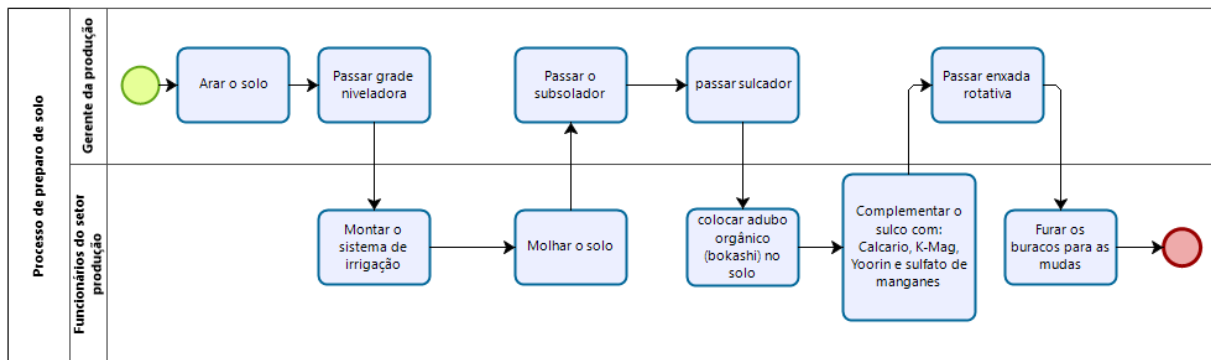 Processo de preparo de solo
Gerente da produção
Arar o solo
Passar grade
niveladora
Passar o
subsolador
passar sulcador
Passar enxada
rotativa
Funcionários do setor
produção
Montar o
sistema de
irrigação
Molhar o solo
colocar adubo
orgânico
(bokashi) no
solo
Complementar o
sulco com:
Calcario, K-Mag,
Yoorin e sulfato de
manganes
Furar os
buracos para as
mudas